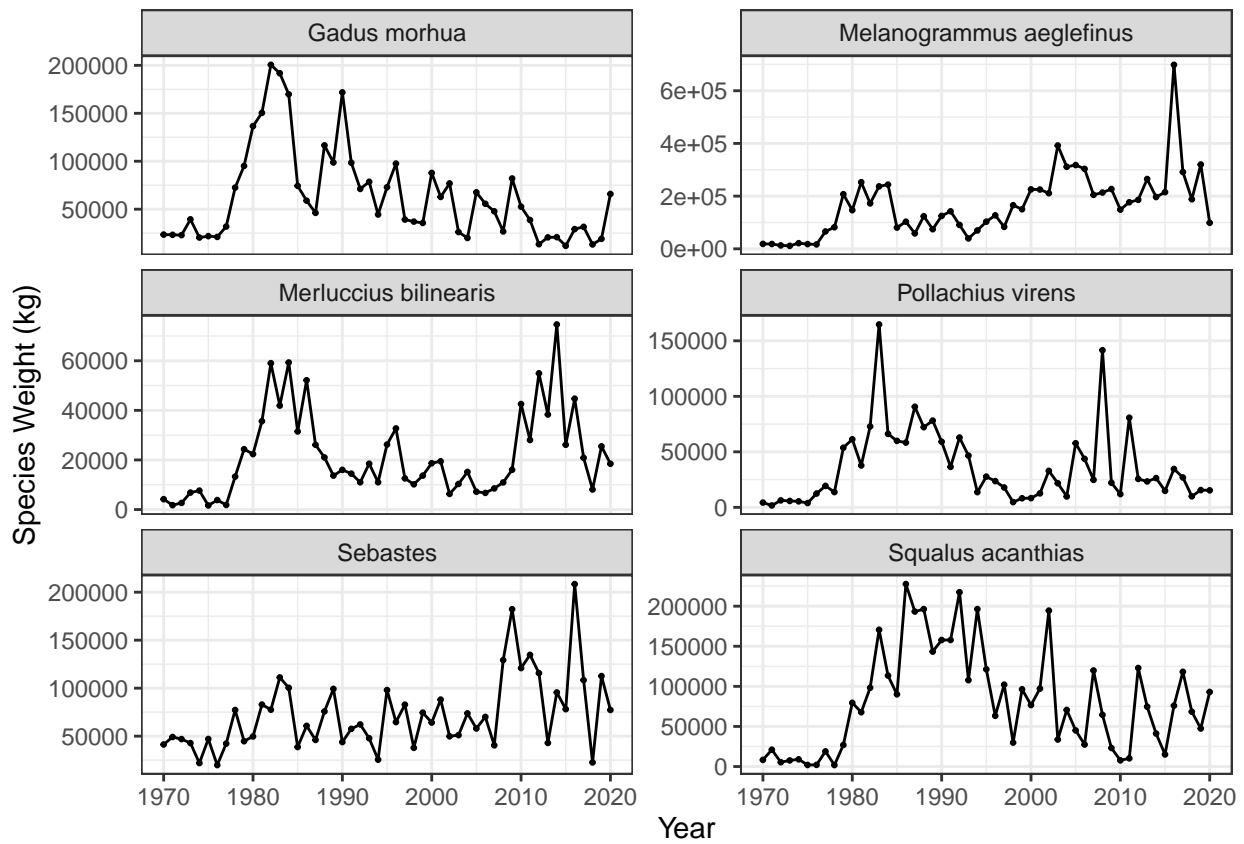 Gadus morhua
Melanogrammus aeglefinus
200000
150000
100000
50000
6e+05
4e+05
2e+05
0e+00
Merluccius bilinearis
Pollachius virens
60000
40000
20000
0
150000
100000
50000
0
Sebastes
Squalus acanthias
200000
150000
100000
50000
200000
150000
100000
50000
0
1970 1980 1990 2000 2010 2020
1970 1980 1990 2000 2010 2020
Year
Species Weight (kg)